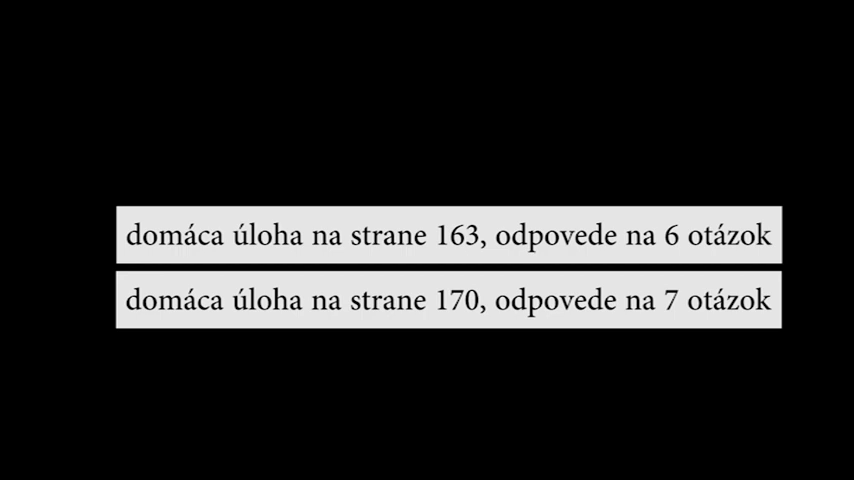 domáca úloha na strane 163, odpovede na 6 otázok
domáca úloha na strane 170, odpovede na 7 otázok